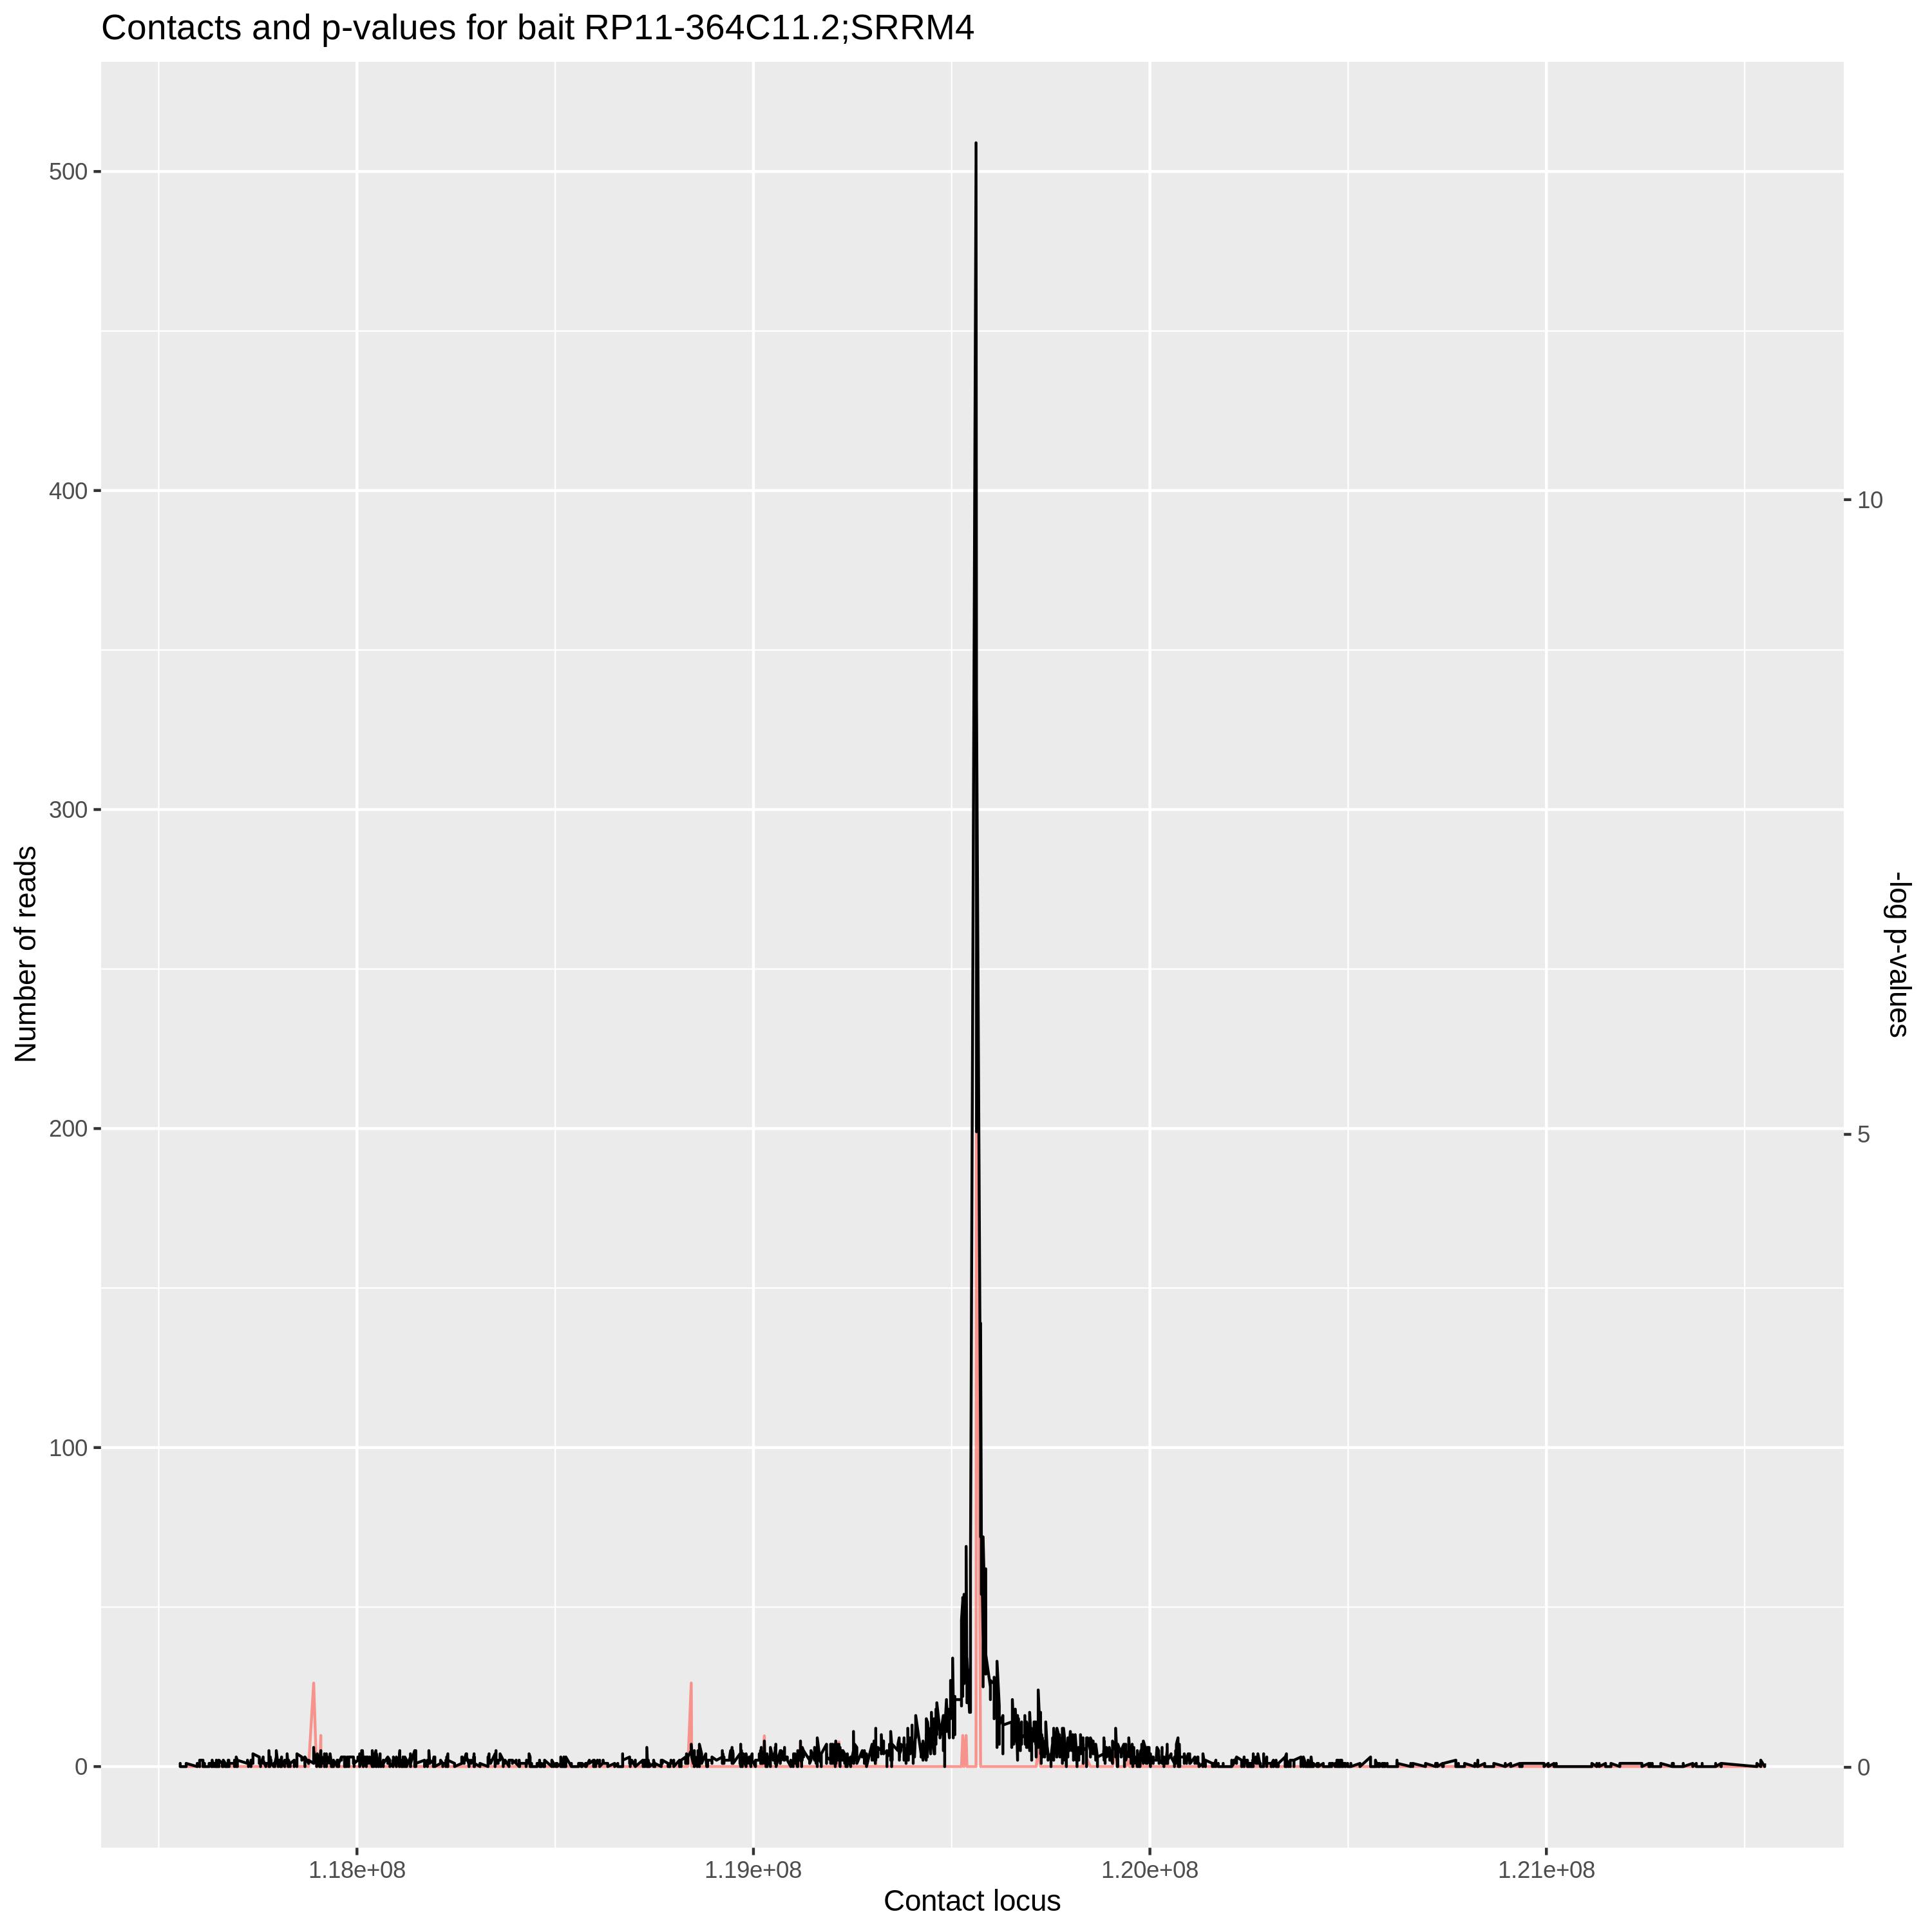 Contacts and p-values for bait RP11-364C11.2;SRRM4
500
400
300
200
100
0
Number of reads
10
5
0
-log p-values
1.18e+08 1.19e+08 1.20e+08 1.21e+08
Contact locus